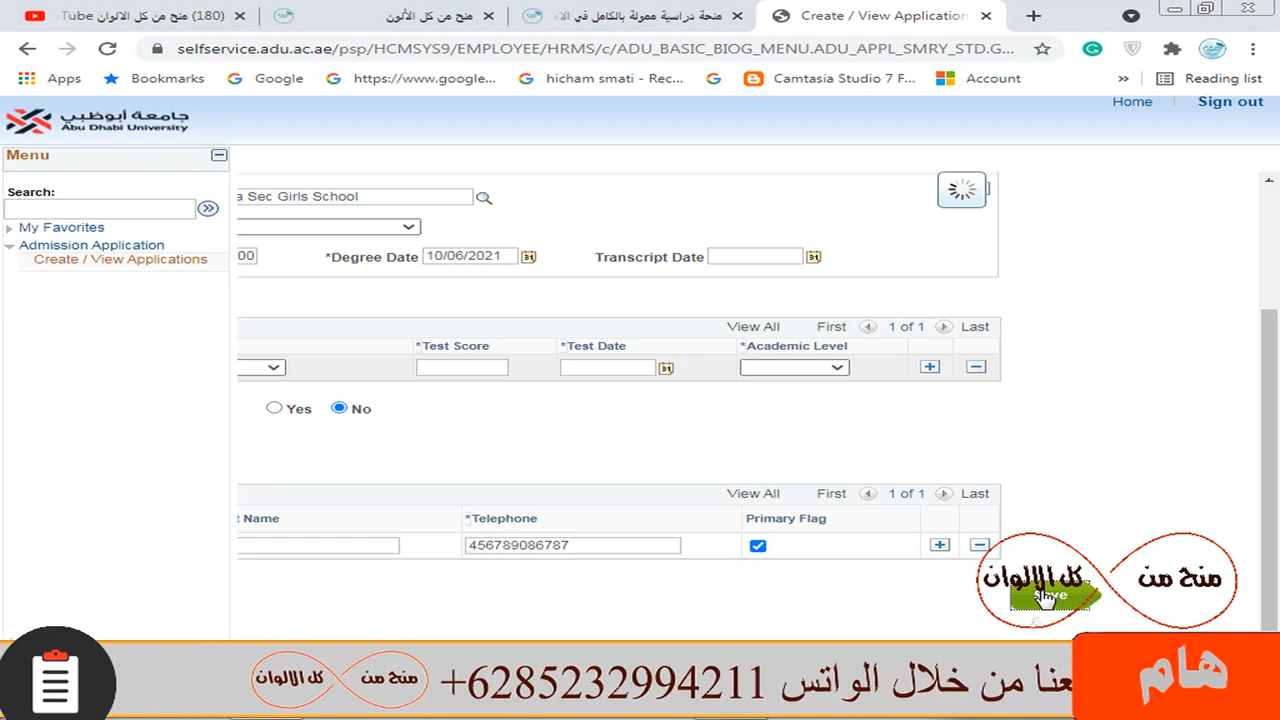 (180) منح من كل الالوان Tube
منح من كل الألون
منحة دراسية ممولة بالكامل في الا
Create / View Application
selfservice.adu.ac.ae/psp/HCMSYS9/EMPLOYEE/HRMS/c/ADU_BASIC_BIOG_MENU.ADU_APPL_SMRY_STD.G...
Apps Bookmarks Google https://www.google... hicham smati - Rec... Camtasia Studio 7 F... Account » Reading list
Home Sign out
جامعة أبوظبي
Abu Dhabi University
Menu
Search:
My Favorites
Admission Application
Create / View Applications
a Sec Girls School
00 *Degree Date 10/06/2021 Transcript Date
View All First 1 of 1 Last
*Test Score *Test Date *Academic Level
Yes No
View All First 1 of 1 Last
t Name *Telephone Primary Flag
456789086787
منح من كل الالوان
منح من كل الالوان
معنا من خلال الواتس 6285232994211+
هام